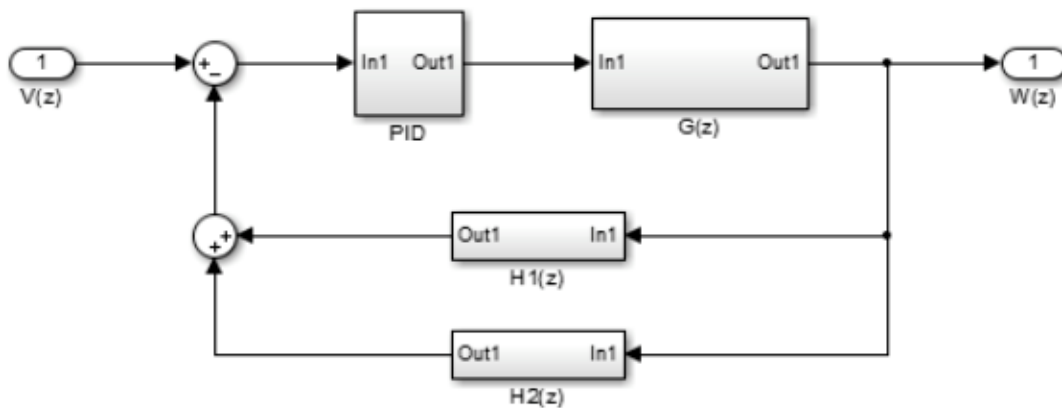 1
V(z)
+
−
In1 Out1
PID
In1 Out1
G(z)
1
W(z)
+
+
Out1 In1
H1(z)
Out1 In1
H2(z)